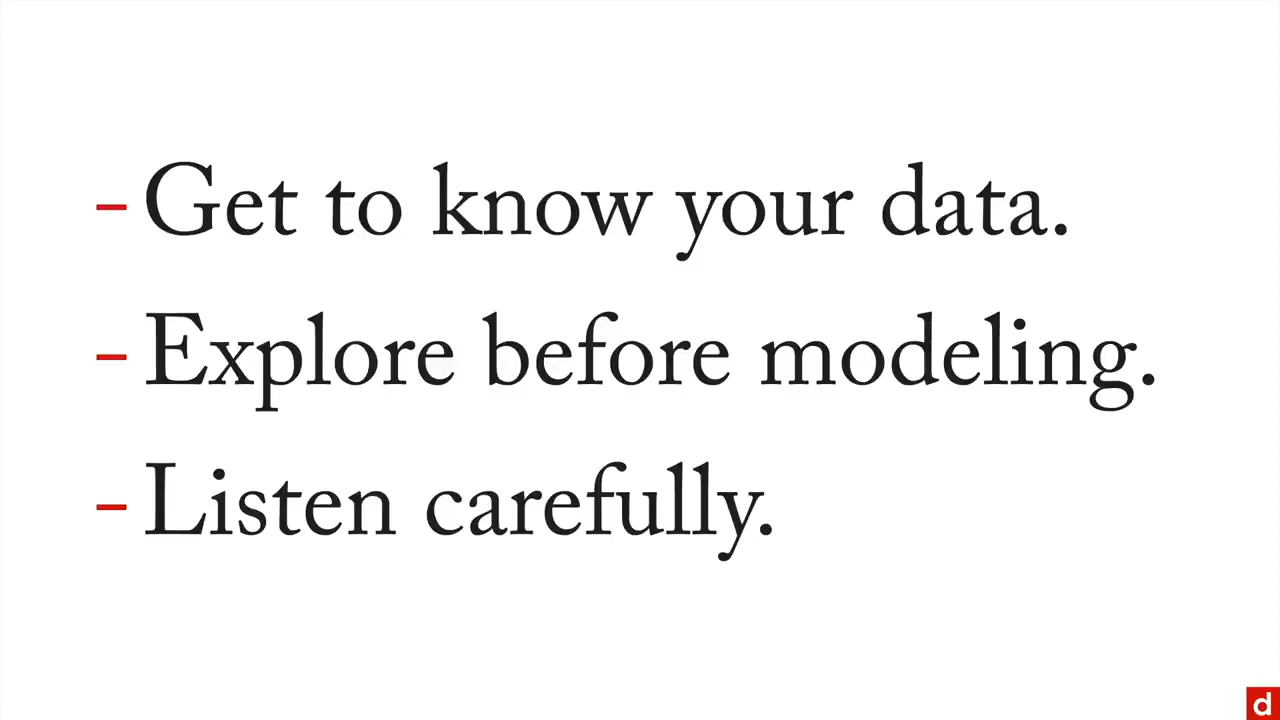 - Get to know your data.
- Explore before modeling.
- Listen carefully.
d